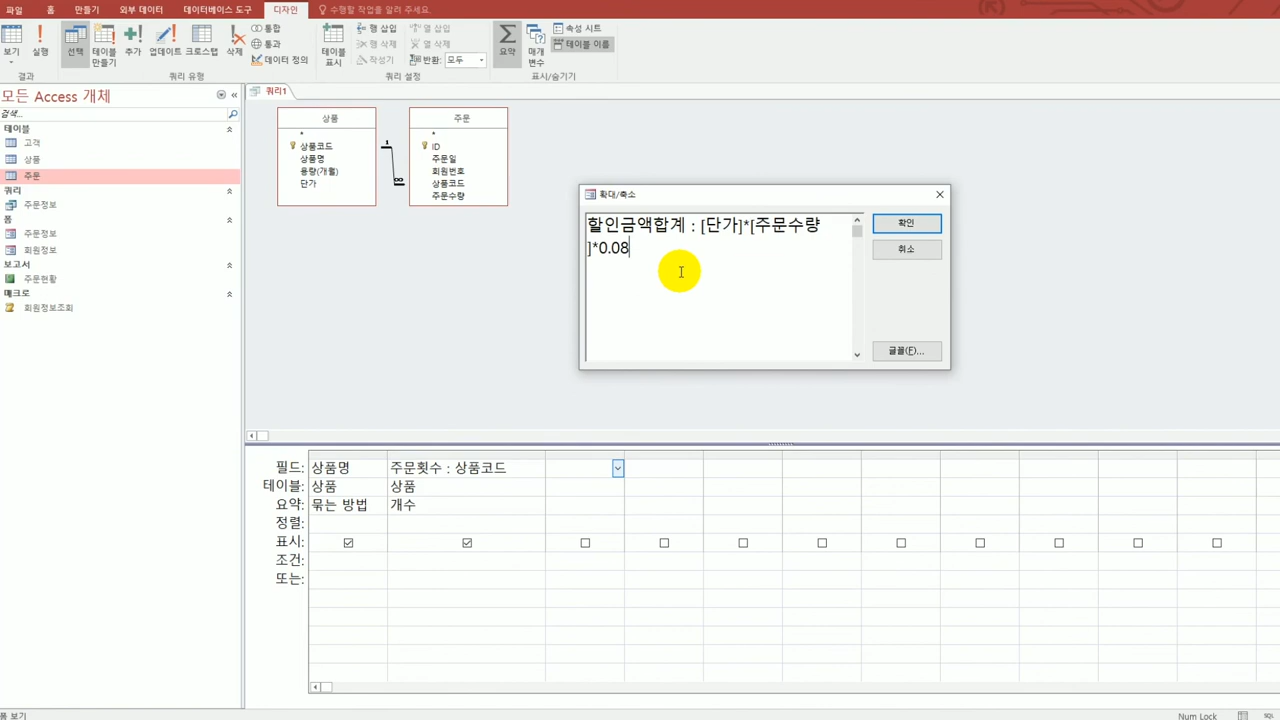 파일 홈 만들기 외부 데이터 데이터베이스 도구 디자인 수행할 작업을 알려 주세요.
보기 실행 선택 테이블 만들기 추가 업데이트 크로스탭 삭제 통합 통과 데이터 정의
테이블 표시 행 삽입 행 삭제 작성기 열 삽입 열 삭제 반환: 모두
요약 매개 변수 속성 시트 테이블 이름
결과 쿼리 유형 쿼리 설정 표시/숨기기
모든 Access 개체
검색...
테이블
고객
상품
주문
쿼리
주문정보
폼
주문정보
회원정보
보고서
주문현황
매크로
회원정보조회
쿼리1
상품
*
상품코드
상품명
용량(개월)
단가
1
∞
주문
*
ID
주문일
회원번호
상품코드
주문수량
확대/축소
할인금액합계 : [단가]*[주문수량
]*0.08
확인
취소
글꼴(F)...
필드: 상품명 주문횟수 : 상품코드
테이블: 상품 상품
요약: 묶는 방법 개수
정렬:
표시:
조건:
또는:
폼 보기
Num Lock